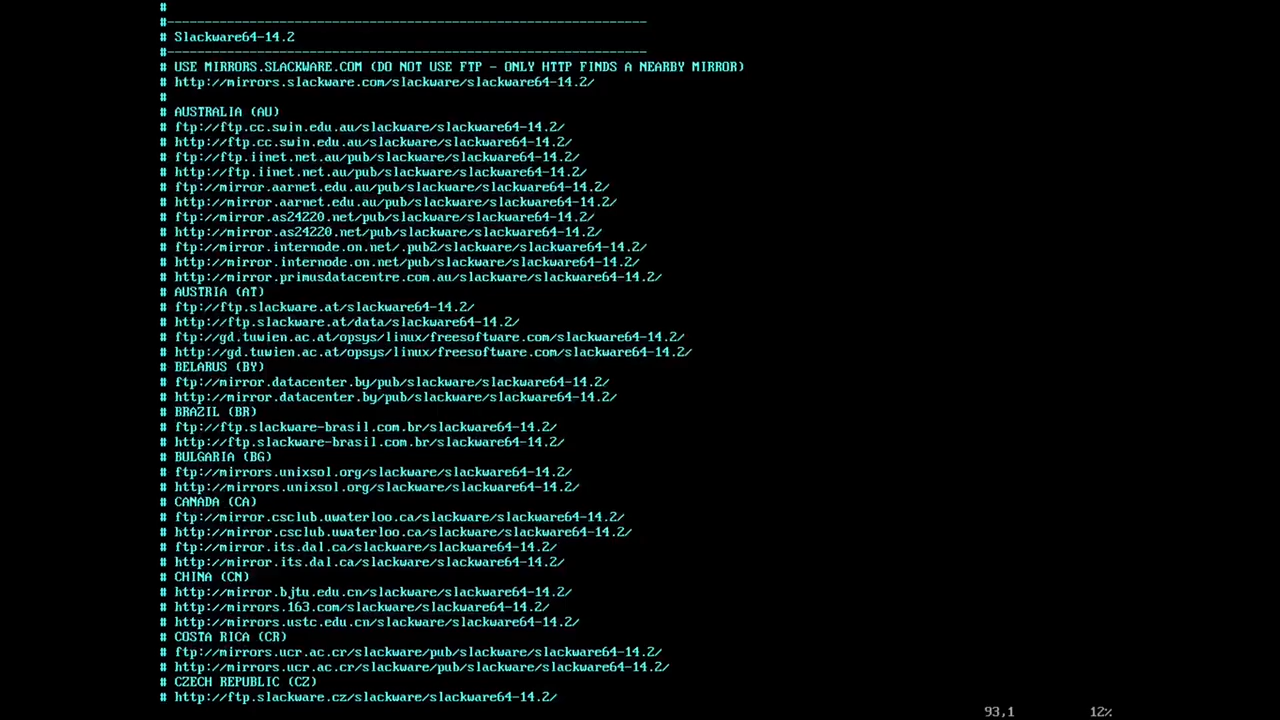 #
#----------------------------------------------------------------
# Slackware64-14.2
#----------------------------------------------------------------
# USE MIRRORS.SLACKWARE.COM (DO NOT USE FTP - ONLY HTTP FINDS A NEARBY MIRROR)
# http://mirrors.slackware.com/slackware/slackware64-14.2/
#
# AUSTRALIA (AU)
# ftp://ftp.cc.swin.edu.au/slackware/slackware64-14.2/
# http://ftp.cc.swin.edu.au/slackware/slackware64-14.2/
# ftp://ftp.iinet.net.au/pub/slackware/slackware64-14.2/
# http://ftp.iinet.net.au/pub/slackware/slackware64-14.2/
# ftp://mirror.aarnet.edu.au/pub/slackware/slackware64-14.2/
# http://mirror.aarnet.edu.au/pub/slackware/slackware64-14.2/
# ftp://mirror.as24220.net/pub/slackware/slackware64-14.2/
# http://mirror.as24220.net/pub/slackware/slackware64-14.2/
# ftp://mirror.internode.on.net/.pub2/slackware/slackware64-14.2/
# http://mirror.internode.on.net/pub/slackware/slackware64-14.2/
# http://mirror.primusdatacentre.com.au/slackware/slackware64-14.2/
# AUSTRIA (AT)
# ftp://ftp.slackware.at/slackware64-14.2/
# http://ftp.slackware.at/data/slackware64-14.2/
# ftp://gd.tuwien.ac.at/opsys/linux/freesoftware.com/slackware64-14.2/
# http://gd.tuwien.ac.at/opsys/linux/freesoftware.com/slackware64-14.2/
# BELARUS (BY)
# ftp://mirror.datacenter.by/pub/slackware/slackware64-14.2/
# http://mirror.datacenter.by/pub/slackware/slackware64-14.2/
# BRAZIL (BR)
# ftp://ftp.slackware-brasil.com.br/slackware64-14.2/
# http://ftp.slackware-brasil.com.br/slackware64-14.2/
# BULGARIA (BG)
# ftp://mirrors.unixsol.org/slackware/slackware64-14.2/
# http://mirrors.unixsol.org/slackware/slackware64-14.2/
# CANADA (CA)
# ftp://mirror.csclub.uwaterloo.ca/slackware/slackware64-14.2/
# http://mirror.csclub.uwaterloo.ca/slackware/slackware64-14.2/
# ftp://mirror.its.dal.ca/slackware/slackware64-14.2/
# http://mirror.its.dal.ca/slackware/slackware64-14.2/
# CHINA (CN)
# http://mirror.bjtu.edu.cn/slackware/slackware64-14.2/
# http://mirrors.163.com/slackware/slackware64-14.2/
# http://mirrors.ustc.edu.cn/slackware/slackware64-14.2/
# COSTA RICA (CR)
# ftp://mirrors.ucr.ac.cr/slackware/pub/slackware/slackware64-14.2/
# http://mirrors.ucr.ac.cr/slackware/pub/slackware/slackware64-14.2/
# CZECH REPUBLIC (CZ)
# http://ftp.slackware.cz/slackware/slackware64-14.2/
93,1 12%